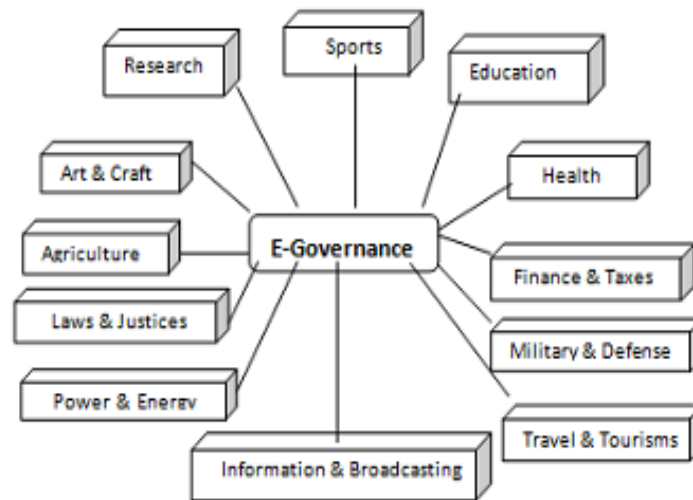 Sports
Research
Education
Art & Craft
Health
E-Governance
Agriculture
Finance & Taxes
Laws & Justices
Military & Defense
Power & Energy
Travel & Tourisms
Information & Broadcasting